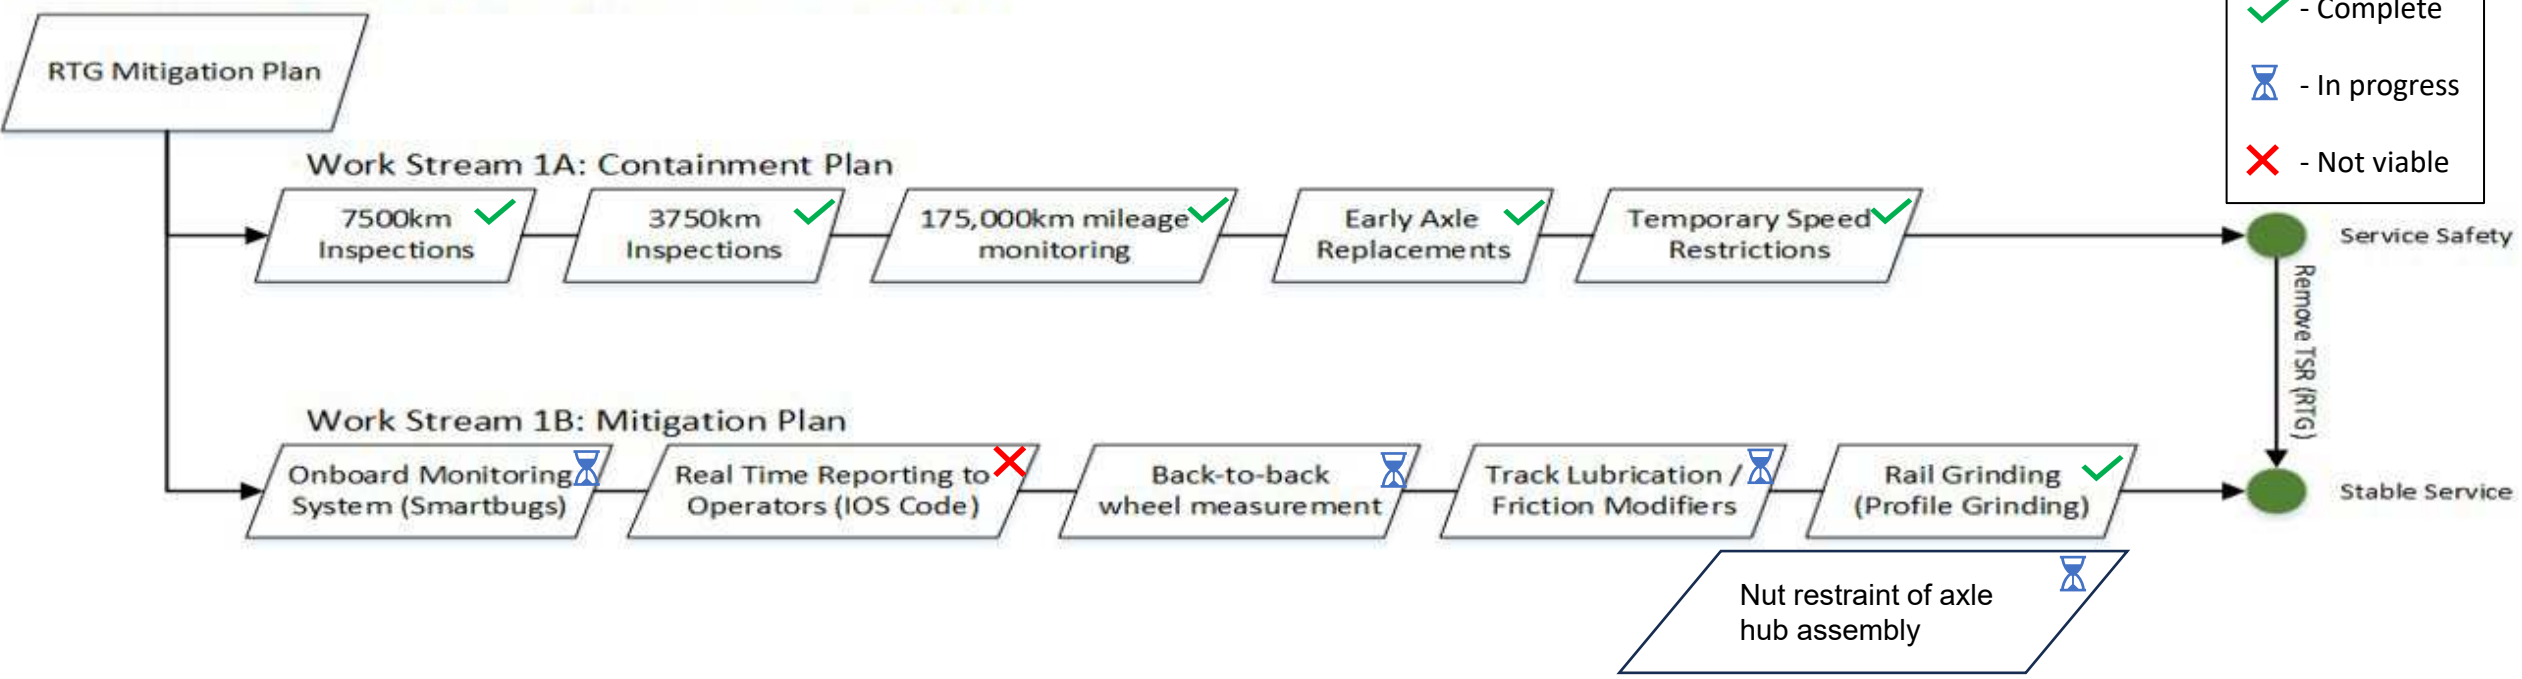 - Complete
- In progress
- Not viable
RTG Mitigation Plan
Work Stream 1A: Containment Plan
7500km
Inspections
3750km
Inspections
175,000km mileage
monitoring
Early Axle
Replacements
Temporary Speed
Restrictions
Service Safety
Remove TSR (RTG)
Work Stream 1B: Mitigation Plan
Onboard Monitoring
System (Smartbugs)
Real Time Reporting to
Operators (IOS Code)
Back-to-back
wheel measurement
Track Lubrication /
Friction Modifiers
Rail Grinding
(Profile Grinding)
Stable Service
Nut restraint of axle
hub assembly